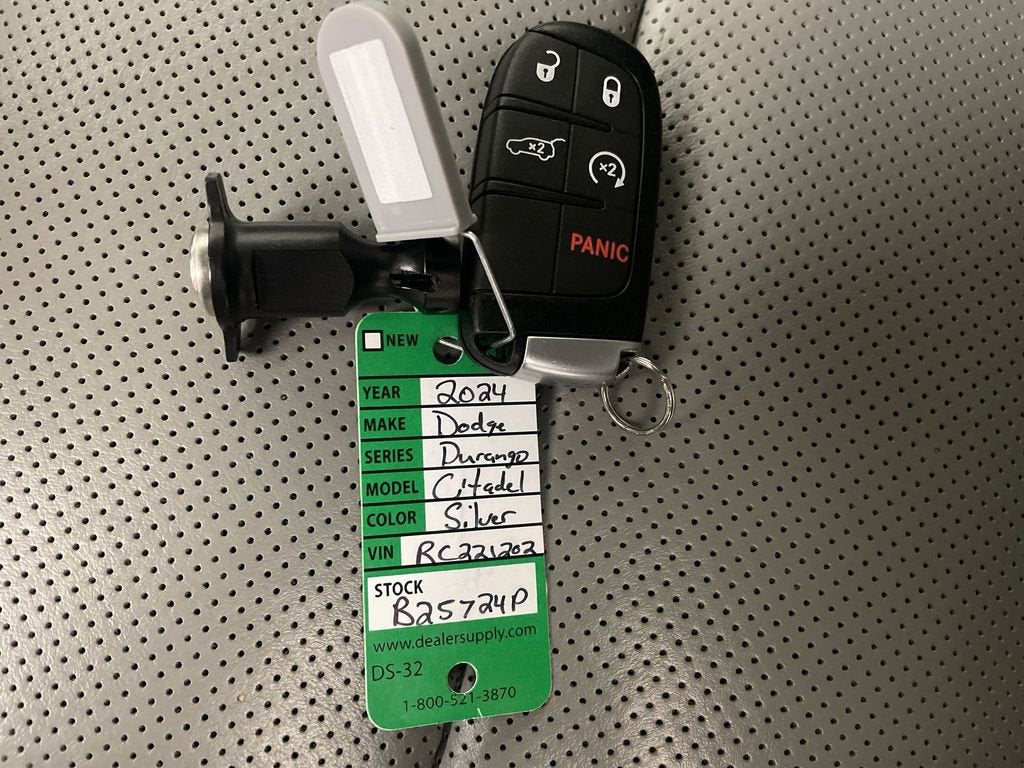 ×2
×2
PANIC
NEW
YEAR 2024
MAKE Dodge
SERIES Durango
MODEL Citadel
COLOR Silver
VIN RC221202
STOCK
B25724P
www.dealersupply.com
DS-32
1-800-521-3870